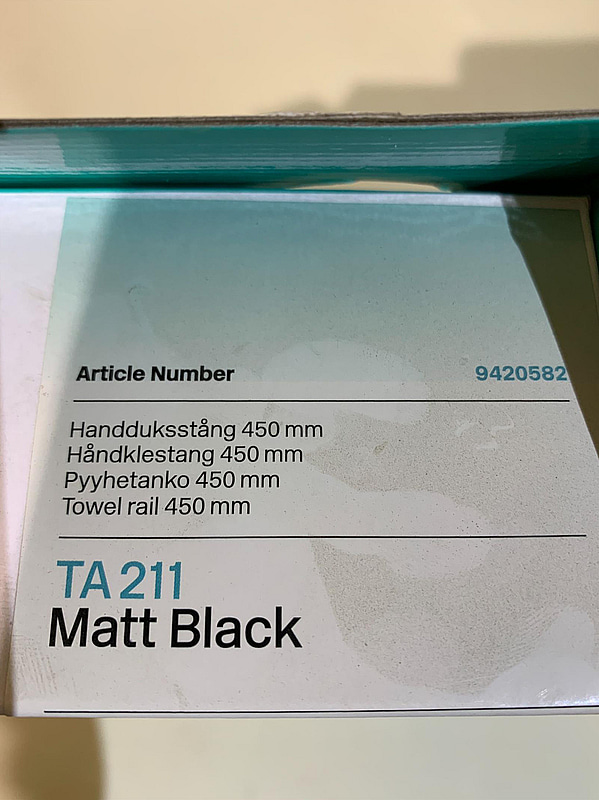 Article Number 9420582
Handduksstång 450 mm
Håndklestang 450 mm
Pyyhetanko 450 mm
Towel rail 450 mm
TA 211
Matt Black